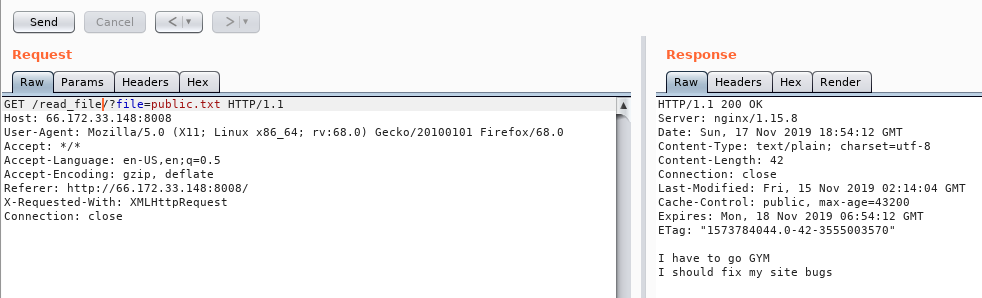 Send Cancel < >
Request
Raw Params Headers Hex
GET /read_file/?file=public.txt HTTP/1.1
Host: 66.172.33.148:8008
User-Agent: Mozilla/5.0 (X11; Linux x86_64; rv:68.0) Gecko/20100101 Firefox/68.0
Accept: */*
Accept-Language: en-US,en;q=0.5
Accept-Encoding: gzip, deflate
Referer: http://66.172.33.148:8008/
X-Requested-With: XMLHttpRequest
Connection: close
Response
Raw Headers Hex Render
HTTP/1.1 200 OK
Server: nginx/1.15.8
Date: Sun, 17 Nov 2019 18:54:12 GMT
Content-Type: text/plain; charset=utf-8
Content-Length: 42
Connection: close
Last-Modified: Fri, 15 Nov 2019 02:14:04 GMT
Cache-Control: public, max-age=43200
Expires: Mon, 18 Nov 2019 06:54:12 GMT
ETag: "1573784044.0-42-3555003570"
I have to go GYM
I should fix my site bugs